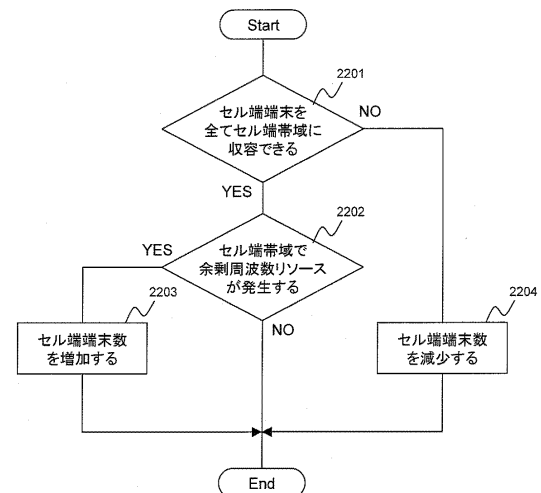 Start
2201
セル端端末を
全てセル端帯域に
収容できる
NO
YES
2202
セル端帯域で
余剰周波数リソース
が発生する
YES
NO
2203
セル端端末数
を増加する
2204
セル端端末数
を減少する
End